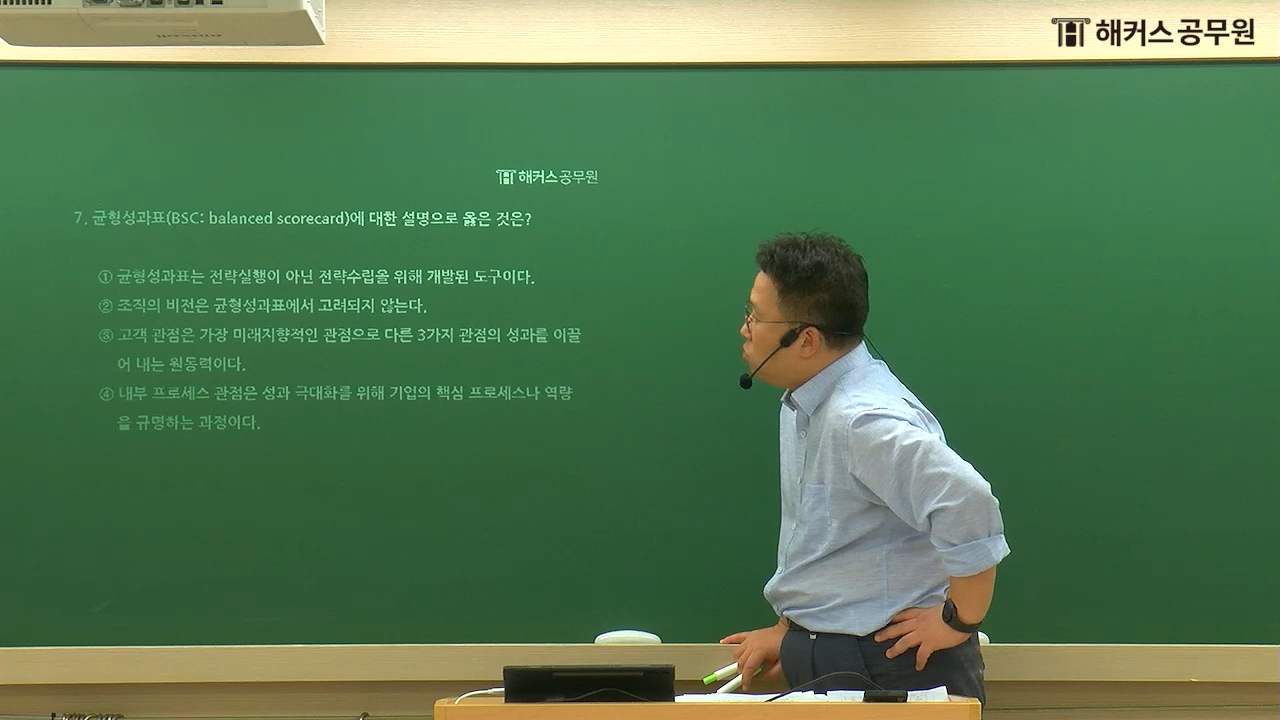 해커스공무원
해커스공무원
7. 균형성과표(BSC: balanced scorecard)에 대한 설명으로 옳은 것은?
① 균형성과표는 전략실행이 아닌 전략수립을 위해 개발된 도구이다.
② 조직의 비전은 균형성과표에서 고려되지 않는다.
③ 고객 관점은 가장 미래지향적인 관점으로 다른 3가지 관점의 성과를 이끌
어 내는 원동력이다.
④ 내부 프로세스 관점은 성과 극대화를 위해 기업의 핵심 프로세스나 역량
을 규명하는 과정이다.